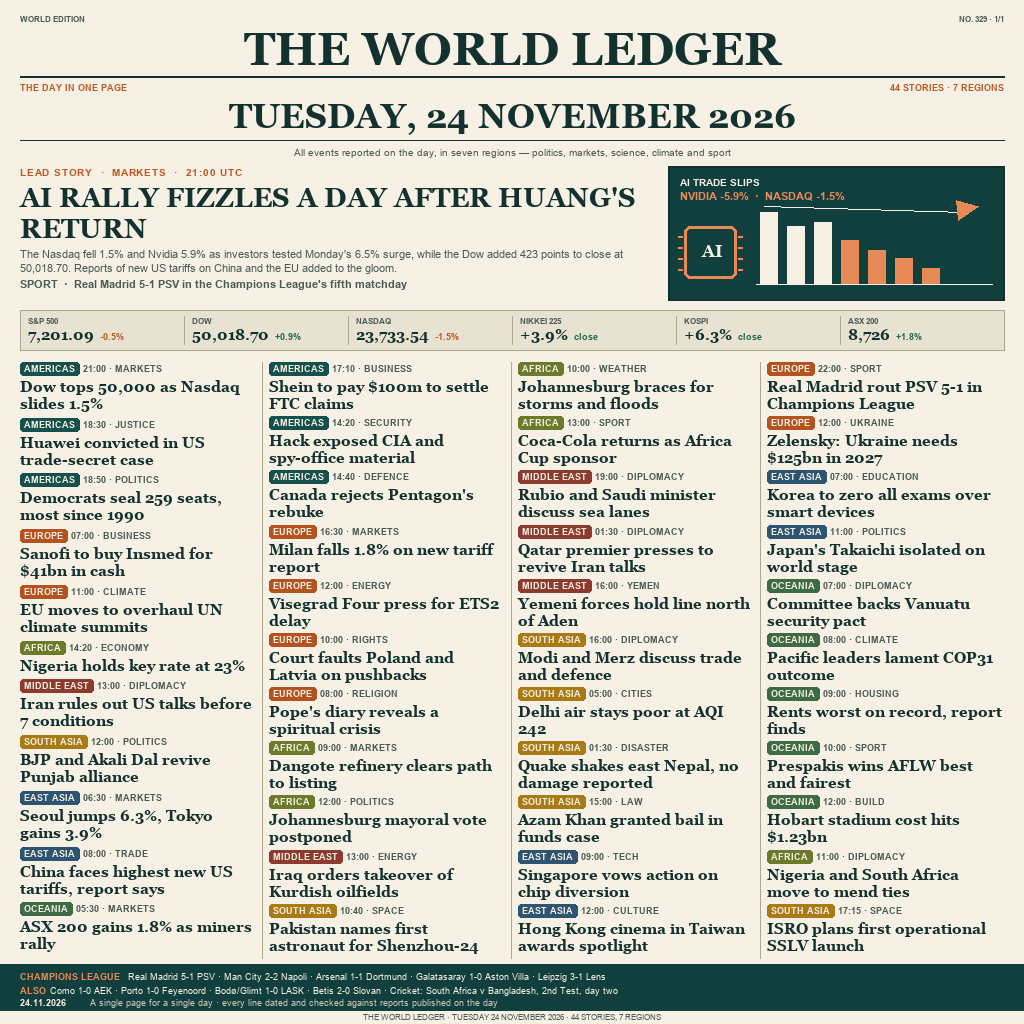 WORLD EDITION
NO. 329 · 1/1
THE WORLD LEDGER
THE DAY IN ONE PAGE
44 STORIES · 7 REGIONS
TUESDAY, 24 NOVEMBER 2026
All events reported on the day, in seven regions — politics, markets, science, climate and sport
LEAD STORY · MARKETS · 21:00 UTC
AI RALLY FIZZLES A DAY AFTER HUANG'S
RETURN
The Nasdaq fell 1.5% and Nvidia 5.9% as investors tested Monday's 6.5% surge, while the Dow added 423 points to close at
50,018.70. Reports of new US tariffs on China and the EU added to the gloom.
SPORT · Real Madrid 5-1 PSV in the Champions League's fifth matchday
AI TRADE SLIPS
NVIDIA -5.9% · NASDAQ -1.5%
AI
S&P 500
7,201.09 -0.5%
DOW
50,018.70 +0.9%
NASDAQ
23,733.54 -1.5%
NIKKEI 225
+3.9% close
KOSPI
+6.3% close
ASX 200
8,726 +1.8%
AMERICAS 21:00 · MARKETS
Dow tops 50,000 as Nasdaq
slides 1.5%
AMERICAS 18:30 · JUSTICE
Huawei convicted in US
trade-secret case
AMERICAS 18:50 · POLITICS
Democrats seal 259 seats,
most since 1990
EUROPE 07:00 · BUSINESS
Sanofi to buy Insmed for
$41bn in cash
EUROPE 11:00 · CLIMATE
EU moves to overhaul UN
climate summits
AFRICA 14:20 · ECONOMY
Nigeria holds key rate at 23%
MIDDLE EAST 13:00 · DIPLOMACY
Iran rules out US talks before
7 conditions
SOUTH ASIA 12:00 · POLITICS
BJP and Akali Dal revive
Punjab alliance
EAST ASIA 06:30 · MARKETS
Seoul jumps 6.3%, Tokyo
gains 3.9%
EAST ASIA 08:00 · TRADE
China faces highest new US
tariffs, report says
OCEANIA 05:30 · MARKETS
ASX 200 gains 1.8% as miners
rally
AMERICAS 17:10 · BUSINESS
Shein to pay $100m to settle
FTC claims
AMERICAS 14:20 · SECURITY
Hack exposed CIA and
spy-office material
AMERICAS 14:40 · DEFENCE
Canada rejects Pentagon's
rebuke
EUROPE 16:30 · MARKETS
Milan falls 1.8% on new tariff
report
EUROPE 12:00 · ENERGY
Visegrad Four press for ETS2
delay
EUROPE 10:00 · RIGHTS
Court faults Poland and
Latvia on pushbacks
EUROPE 08:00 · RELIGION
Pope's diary reveals a
spiritual crisis
AFRICA 09:00 · MARKETS
Dangote refinery clears path
to listing
AFRICA 12:00 · POLITICS
Johannesburg mayoral vote
postponed
MIDDLE EAST 13:00 · ENERGY
Iraq orders takeover of
Kurdish oilfields
SOUTH ASIA 10:40 · SPACE
Pakistan names first
astronaut for Shenzhou-24
AFRICA 10:00 · WEATHER
Johannesburg braces for
storms and floods
AFRICA 13:00 · SPORT
Coca-Cola returns as Africa
Cup sponsor
MIDDLE EAST 19:00 · DIPLOMACY
Rubio and Saudi minister
discuss sea lanes
MIDDLE EAST 01:30 · DIPLOMACY
Qatar premier presses to
revive Iran talks
MIDDLE EAST 16:00 · YEMEN
Yemeni forces hold line north
of Aden
SOUTH ASIA 16:00 · DIPLOMACY
Modi and Merz discuss trade
and defence
SOUTH ASIA 05:00 · CITIES
Delhi air stays poor at AQI
242
SOUTH ASIA 01:30 · DISASTER
Quake shakes east Nepal, no
damage reported
SOUTH ASIA 15:00 · LAW
Azam Khan granted bail in
funds case
EAST ASIA 09:00 · TECH
Singapore vows action on
chip diversion
EAST ASIA 12:00 · CULTURE
Hong Kong cinema in Taiwan
awards spotlight
EUROPE 22:00 · SPORT
Real Madrid rout PSV 5-1 in
Champions League
EUROPE 12:00 · UKRAINE
Zelensky: Ukraine needs
$125bn in 2027
EAST ASIA 07:00 · EDUCATION
Korea to zero all exams over
smart devices
EAST ASIA 11:00 · POLITICS
Japan's Takaichi isolated on
world stage
OCEANIA 07:00 · DIPLOMACY
Committee backs Vanuatu
security pact
OCEANIA 08:00 · CLIMATE
Pacific leaders lament COP31
outcome
OCEANIA 09:00 · HOUSING
Rents worst on record, report
finds
OCEANIA 10:00 · SPORT
Prespakis wins AFLW best
and fairest
OCEANIA 12:00 · BUILD
Hobart stadium cost hits
$1.23bn
AFRICA 11:00 · DIPLOMACY
Nigeria and South Africa
move to mend ties
SOUTH ASIA 17:15 · SPACE
ISRO plans first operational
SSLV launch
CHAMPIONS LEAGUE Real Madrid 5-1 PSV · Man City 2-2 Napoli · Arsenal 1-1 Dortmund · Galatasaray 1-0 Aston Villa · Leipzig 3-1 Lens
ALSO Como 1-0 AEK · Porto 1-0 Feyenoord · Bodø/Glimt 1-0 LASK · Betis 2-0 Slovan · Cricket: South Africa v Bangladesh, 2nd Test, day two
24.11.2026 A single page for a single day · every line dated and checked against reports published on the day
THE WORLD LEDGER · TUESDAY 24 NOVEMBER 2026 · 44 STORIES, 7 REGIONS